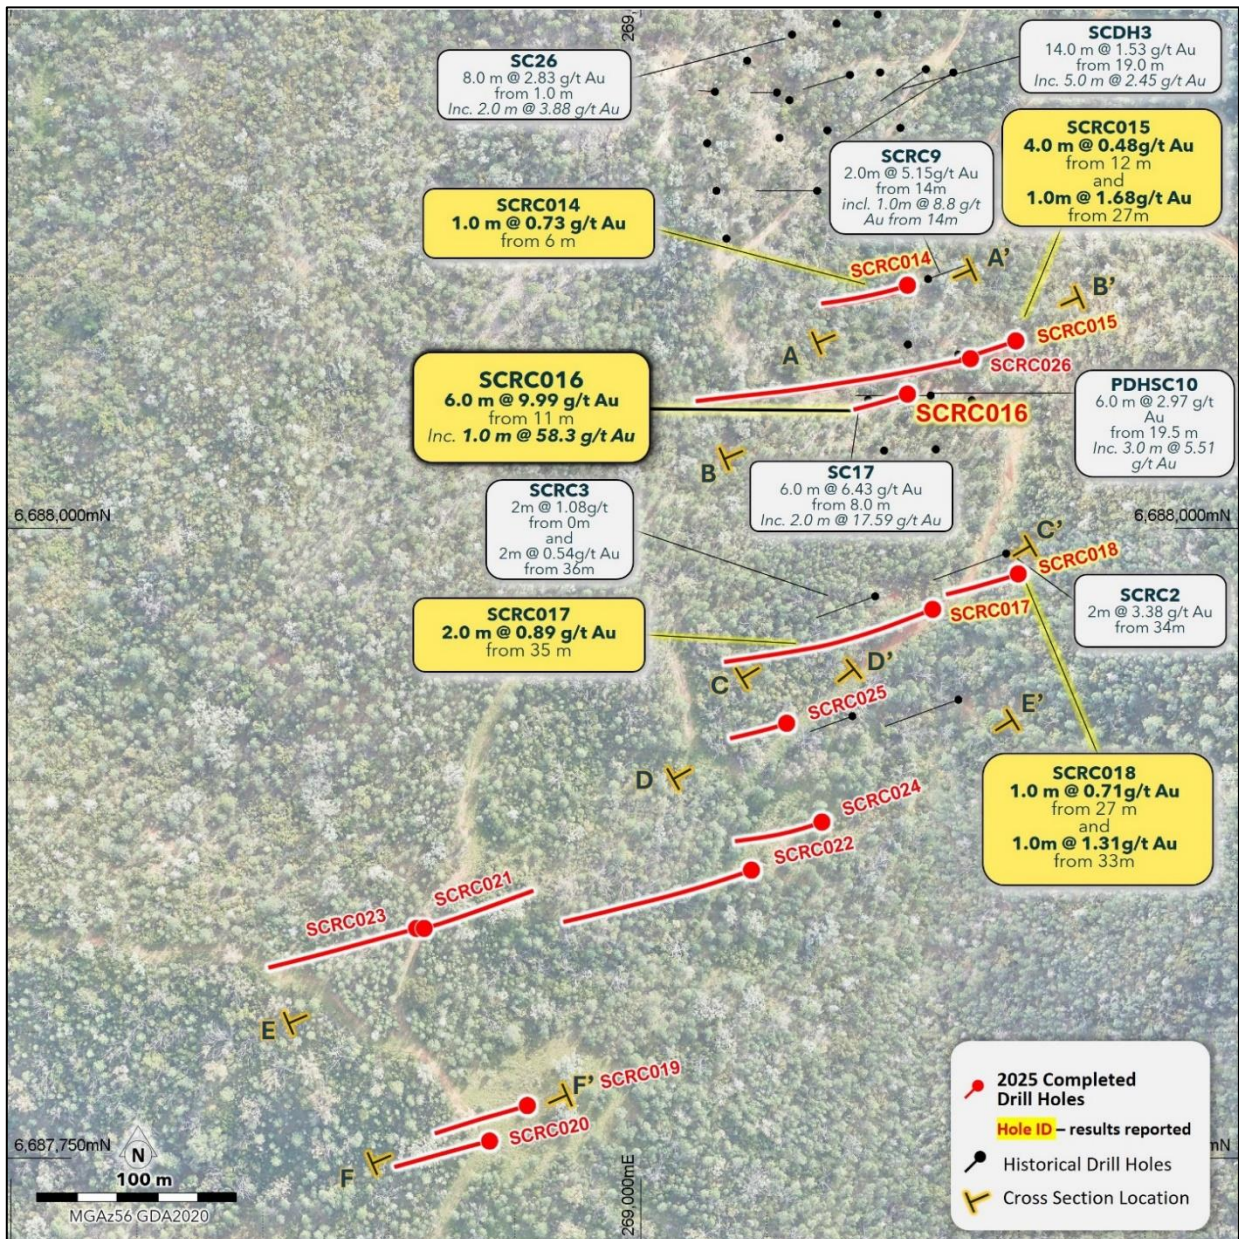 269,
SC26
8.0 m @ 2.83 g/t Au
from 1.0 m
Inc. 2.0 m @ 3.88 g/t Au
SCDH3
14.0 m @ 1.53 g/t Au
from 19.0 m
Inc. 5.0 m @ 2.45 g/t Au
SCRC015
4.0 m @ 0.48g/t Au
from 12 m
and
1.0m @ 1.68g/t Au
from 27m
SCRC9
2.0m @ 5.15g/t Au
from 14m
incl. 1.0m @ 8.8 g/t
Au from 14m
SCRC014
1.0 m @ 0.73 g/t Au
from 6 m
SCRC014
A'
B'
A
SCRC015
SCRC026
SCRC016
6.0 m @ 9.99 g/t Au
from 11 m
Inc. 1.0 m @ 58.3 g/t Au
SCRC016
PDHSC10
6.0 m @ 2.97 g/t
Au
from 19.5 m
Inc. 3.0 m @ 5.51
g/t Au
B
SC17
6.0 m @ 6.43 g/t Au
from 8.0 m
Inc. 2.0 m @ 17.59 g/t Au
SCRC3
2m @ 1.08g/t
from 0m
and
2m @ 0.54g/t Au
from 36m
6,688,000mN
6,688,000mN
C'
SCRC018
SCRC2
2m @ 3.38 g/t Au
from 34m
SCRC017
2.0 m @ 0.89 g/t Au
from 35 m
SCRC017
C
D'
SCRC025
E'
D
SCRC018
1.0 m @ 0.71g/t Au
from 27 m
and
1.0m @ 1.31g/t Au
from 33m
SCRC024
SCRC022
SCRC021
SCRC023
E
F'
SCRC019
SCRC020
F
6,687,750mN
N
100 m
MGAz56 GDA2020
269,000mE
2025 Completed
Drill Holes
Hole ID – results reported
Historical Drill Holes
mN
Cross Section Location